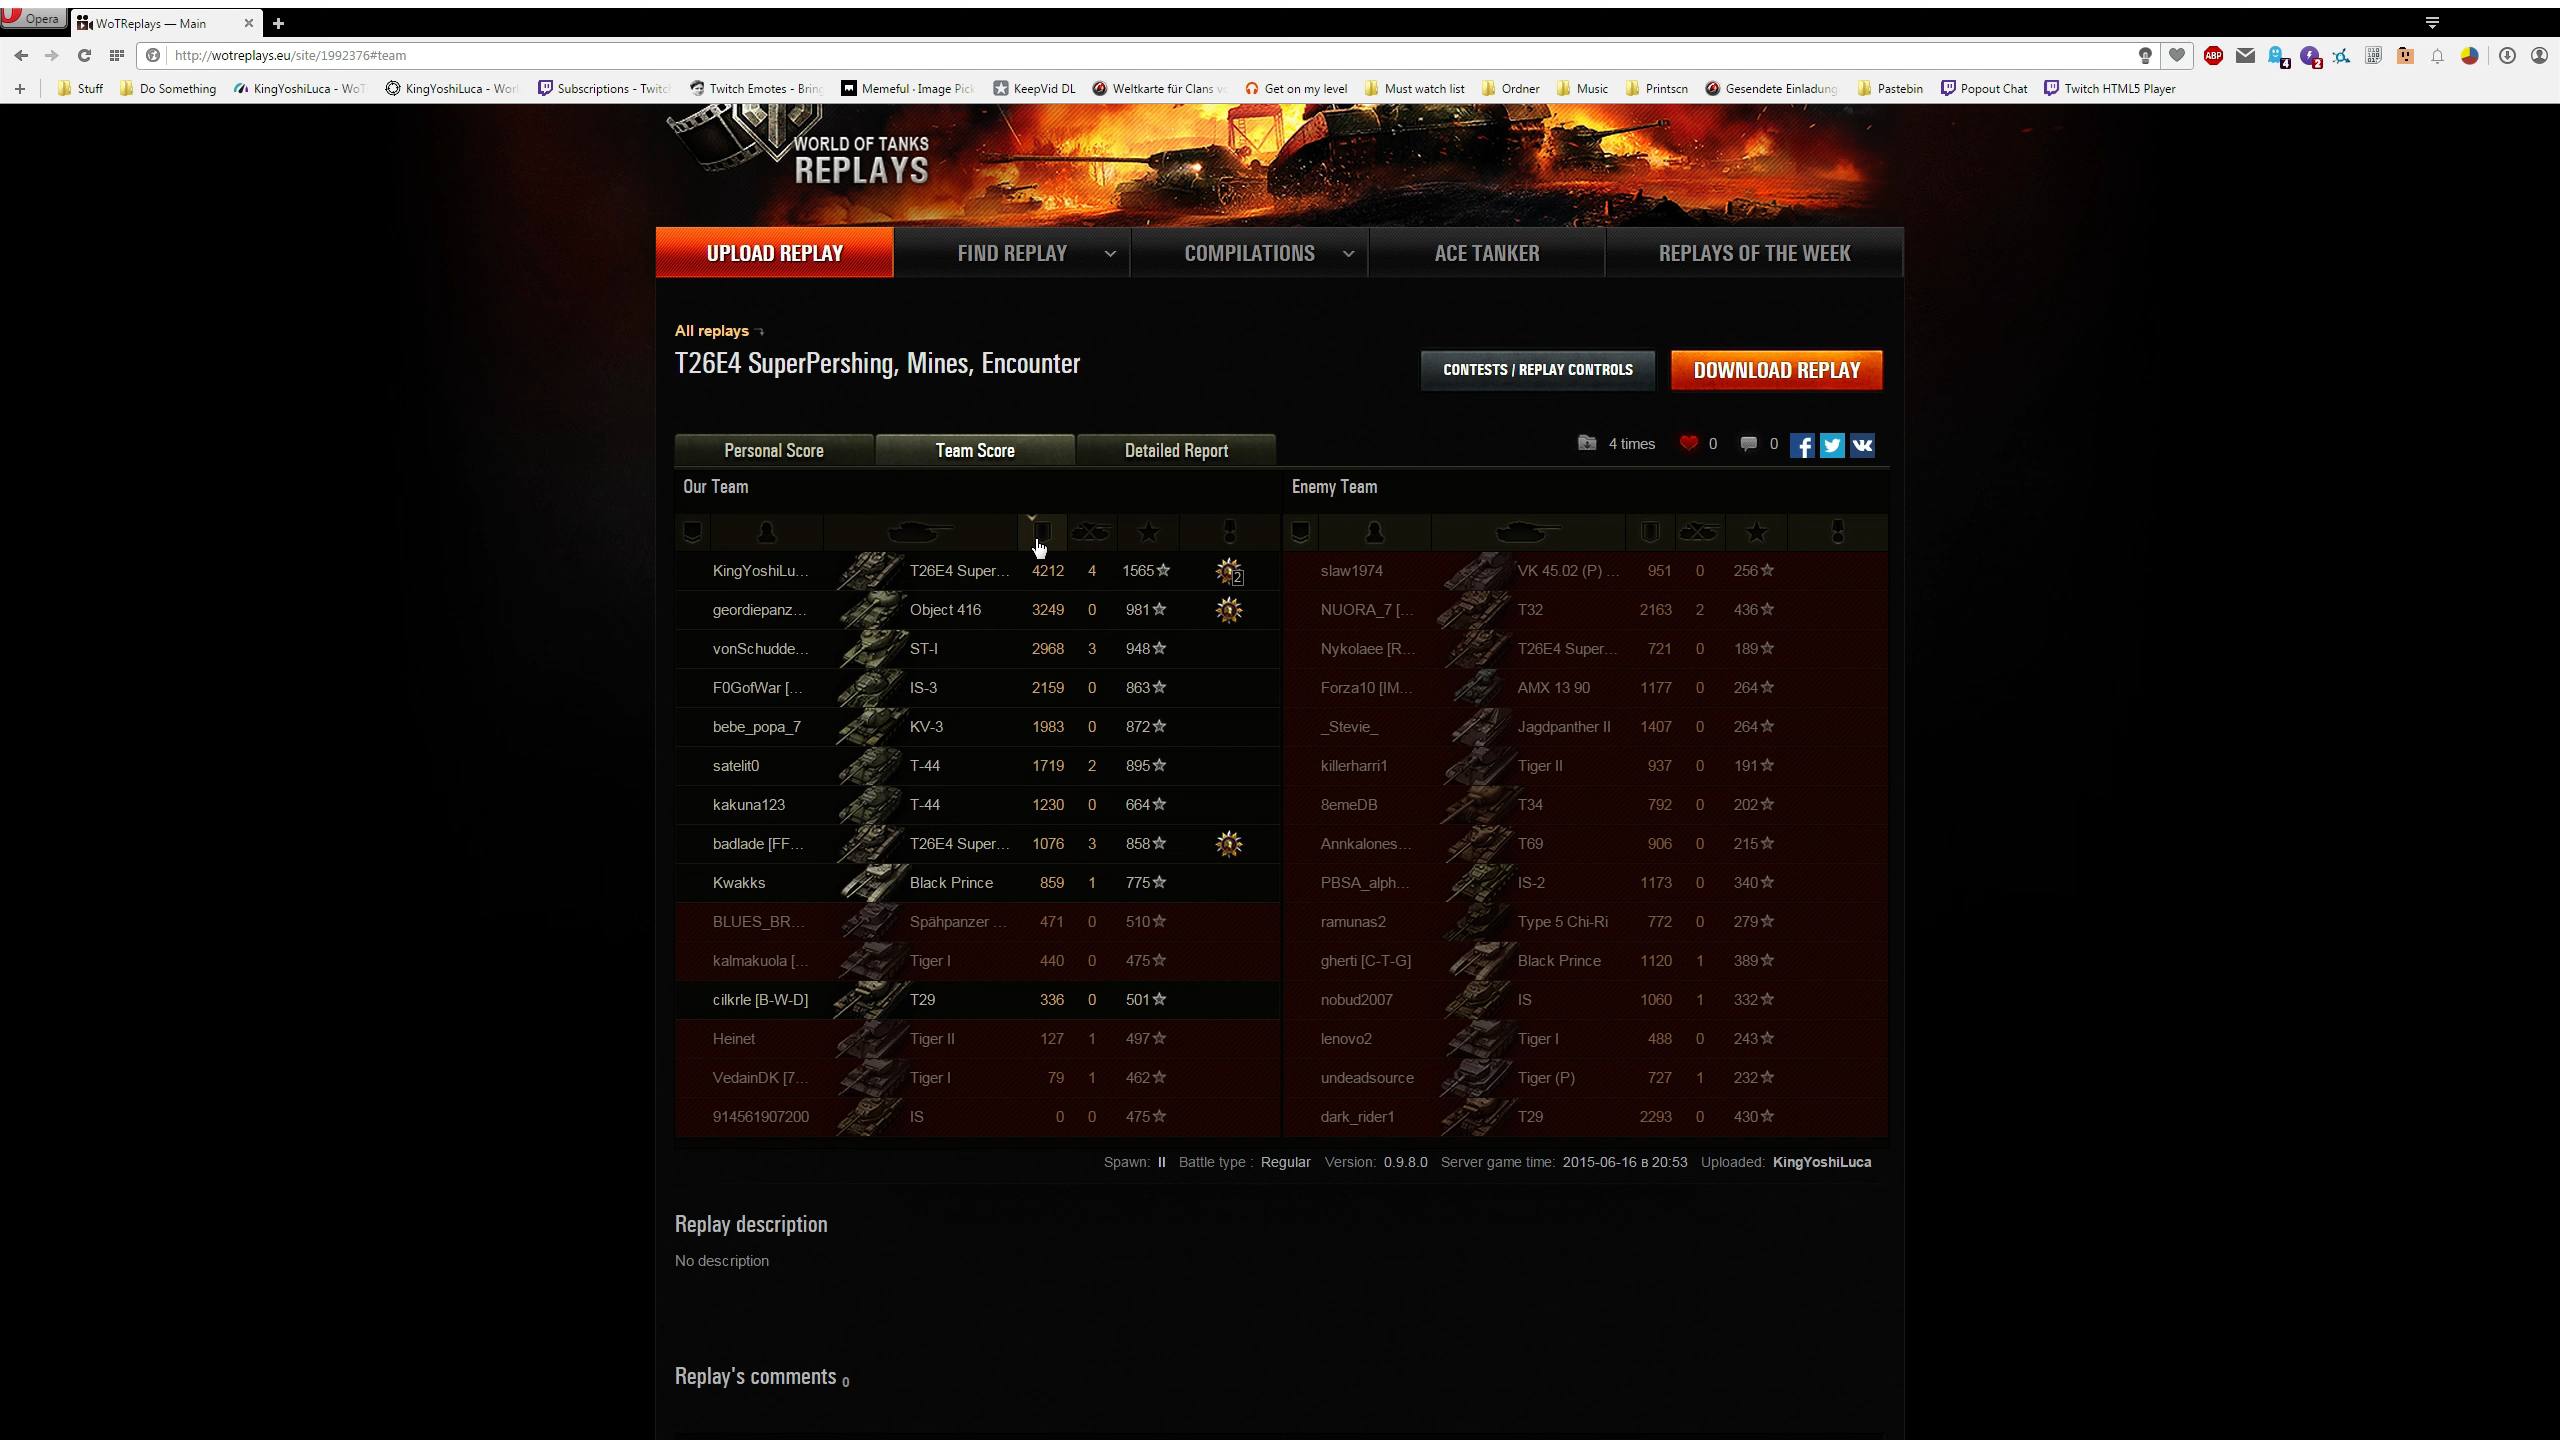 Opera
WoTReplays — Main
http://wotreplays.eu/site/1992376#team
ABP
4
2
Stuff
Do Something
KingYoshiLuca - WoT
KingYoshiLuca - Worl
Subscriptions - Twitc
Twitch Emotes - Bring
Memeful - Image Pick
KeepVid DL
Weltkarte für Clans vo
Get on my level
Must watch list
Ordner
Music
Printscn
Gesendete Einladung
Pastebin
Popout Chat
Twitch HTML5 Player
WORLD OF TANKS
REPLAYS
UPLOAD REPLAY
FIND REPLAY
COMPILATIONS
ACE TANKER
REPLAYS OF THE WEEK
All replays
T26E4 SuperPershing, Mines, Encounter
CONTESTS / REPLAY CONTROLS
DOWNLOAD REPLAY
Personal Score
Team Score
Detailed Report
4 times
0
0
Our Team
Enemy Team
KingYoshiLu... T26E4 Super... 4212 4 1565 2
slaw1974 VK 45.02 (P) ... 951 0 256
geordiepanz... Object 416 3249 0 981
NUORA_7 [... T32 2163 2 436
vonSchudde... ST-I 2968 3 948
Nykolaee [R... T26E4 Super... 721 0 189
F0GofWar [... IS-3 2159 0 863
Forza10 [IM... AMX 13 90 1177 0 264
bebe_popa_7 KV-3 1983 0 872
_Stevie_ Jagdpanther II 1407 0 264
satelit0 T-44 1719 2 895
killerharri1 Tiger II 937 0 191
kakuna123 T-44 1230 0 664
8emeDB T34 792 0 202
badlade [FF... T26E4 Super... 1076 3 858
Annkalones... T69 906 0 215
Kwakks Black Prince 859 1 775
PBSA_alph... IS-2 1173 0 340
BLUES_BR... Spähpanzer ... 471 0 510
ramunas2 Type 5 Chi-Ri 772 0 279
kalmakuola [... Tiger I 440 0 475
gherti [C-T-G] Black Prince 1120 1 389
cilkrle [B-W-D] T29 336 0 501
nobud2007 IS 1060 1 332
Heinet Tiger II 127 1 497
lenovo2 Tiger I 488 0 243
VedainDK [7... Tiger I 79 1 462
undeadsource Tiger (P) 727 1 232
914561907200 IS 0 0 475
dark_rider1 T29 2293 0 430
Spawn: II Battle type : Regular Version: 0.9.8.0 Server game time: 2015-06-16 в 20:53 Uploaded: KingYoshiLuca
Replay description
No description
Replay's comments 0